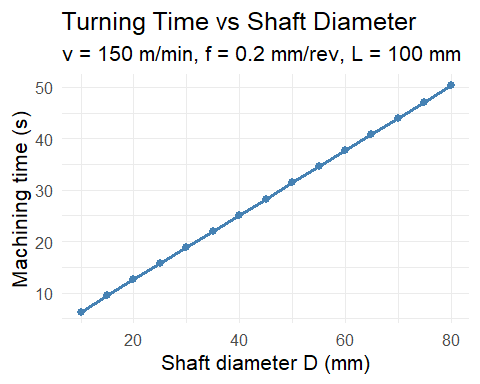 Turning Time vs Shaft Diameter
v = 150 m/min, f = 0.2 mm/rev, L = 100 mm
Machining time (s)
50
40
30
20
10
20 40 60 80
Shaft diameter D (mm)